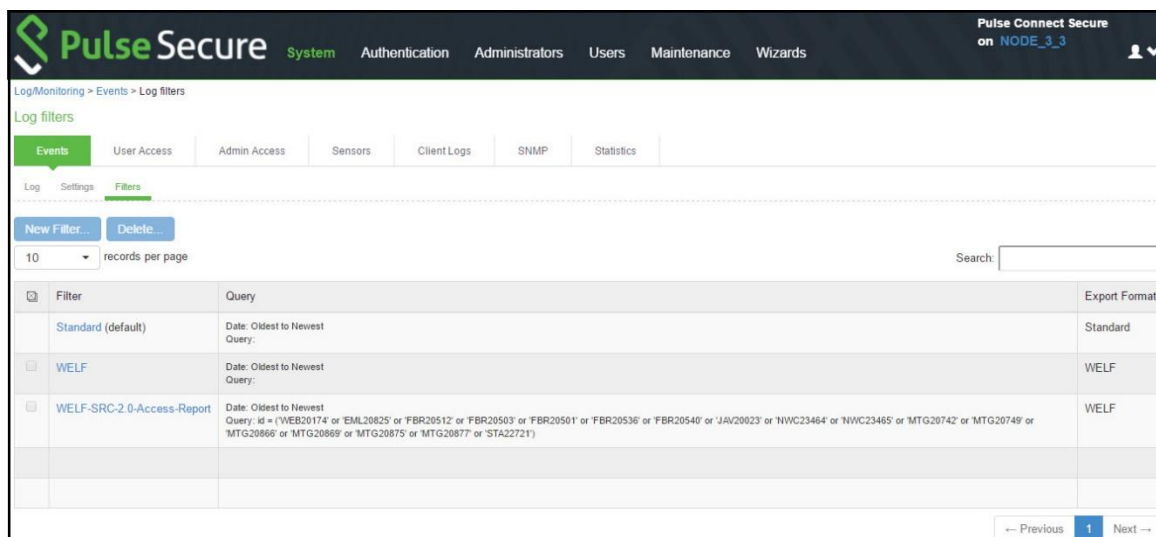 Pulse Secure
System Authentication Administrators Users Maintenance Wizards
Pulse Connect Secure
on NODE_3_3
Log/Monitoring > Events > Log filters
Log filters
Events User Access Admin Access Sensors Client Logs SNMP Statistics
Log Settings Filters
New Filter... Delete...
10 records per page
Search:
Filter Query Export Format
Standard (default) Date: Oldest to Newest Standard
Query:
WELF Date: Oldest to Newest WELF
Query:
WELF-SRC-2.0-Access-Report Date: Oldest to Newest WELF
Query: id = ('WEB20174' or 'EML20825' or 'FBR20512' or 'FBR20503' or 'FBR20501' or 'FBR20536' or 'FBR20540' or 'JAV20023' or 'NWC23464' or 'NWC23465' or 'MTG20742' or 'MTG20749' or
'MTG20866' or 'MTG20869' or 'MTG20875' or 'MTG20877' or 'STA22721')
← Previous 1 Next →